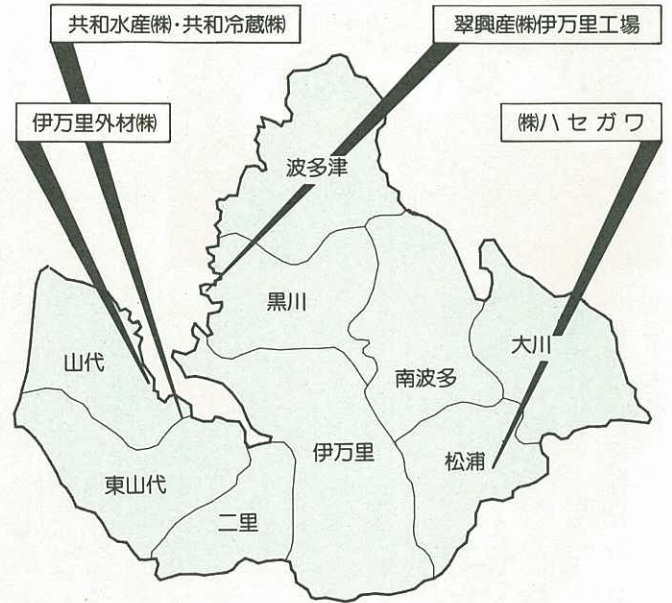 共和水産㈱・共和冷蔵㈱
翠興産㈱伊万里工場
伊万里外材㈱
㈱ハセガワ
波多津
黒川
山代
大川
南波多
伊万里
松浦
東山代
二里